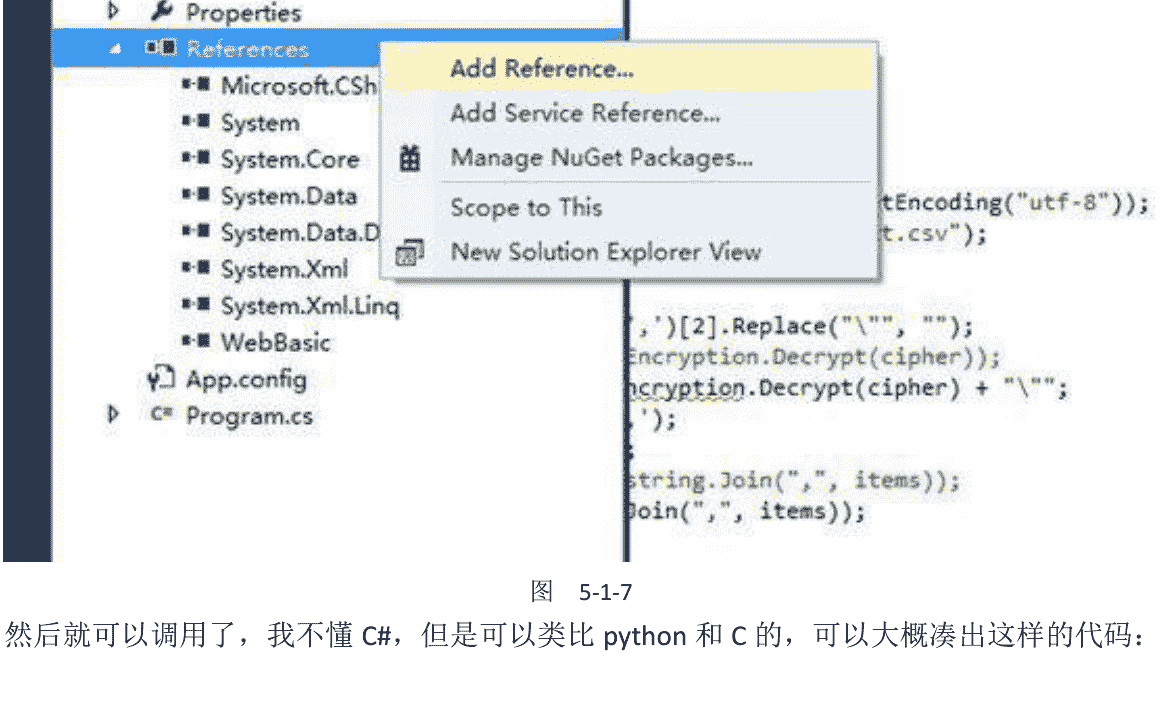 Properties
References
Add Reference...
Microsoft.CSh
Add Service Reference...
System
System.Core
Manage NuGet Packages...
System.Data
Scope to This
tEncoding("utf-8"));
System.Data.D
t.csv");
New Solution Explorer View
System.Xml
System.Xml.Linq
',')[2].Replace("\"", "");
WebBasic
Encryption.Decrypt(cipher));
App.config
ncryption.Decrypt(cipher) + "\"";
Program.cs
,');
;
string.Join(",", items));
Join(",", items));
图 5-1-7
然后就可以调用了，我不懂 C#，但是可以类比 python 和 C 的，可以大概凑出这样的代码：